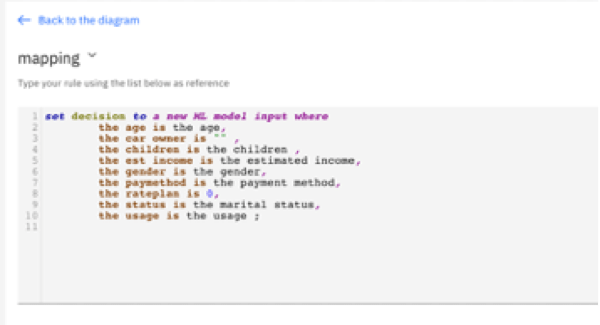 ← Back to the diagram
mapping
Type your rule using the list below as reference
1 set decision to a new ML model input where
2 the age is the age,
3 the car owner is "" ,
4 the children is the children ,
5 the est income is the estimated income,
6 the gender is the gender,
7 the paymethod is the payment method,
8 the rateplan is 0,
9 the status is the marital status,
10 the usage is the usage ;
11